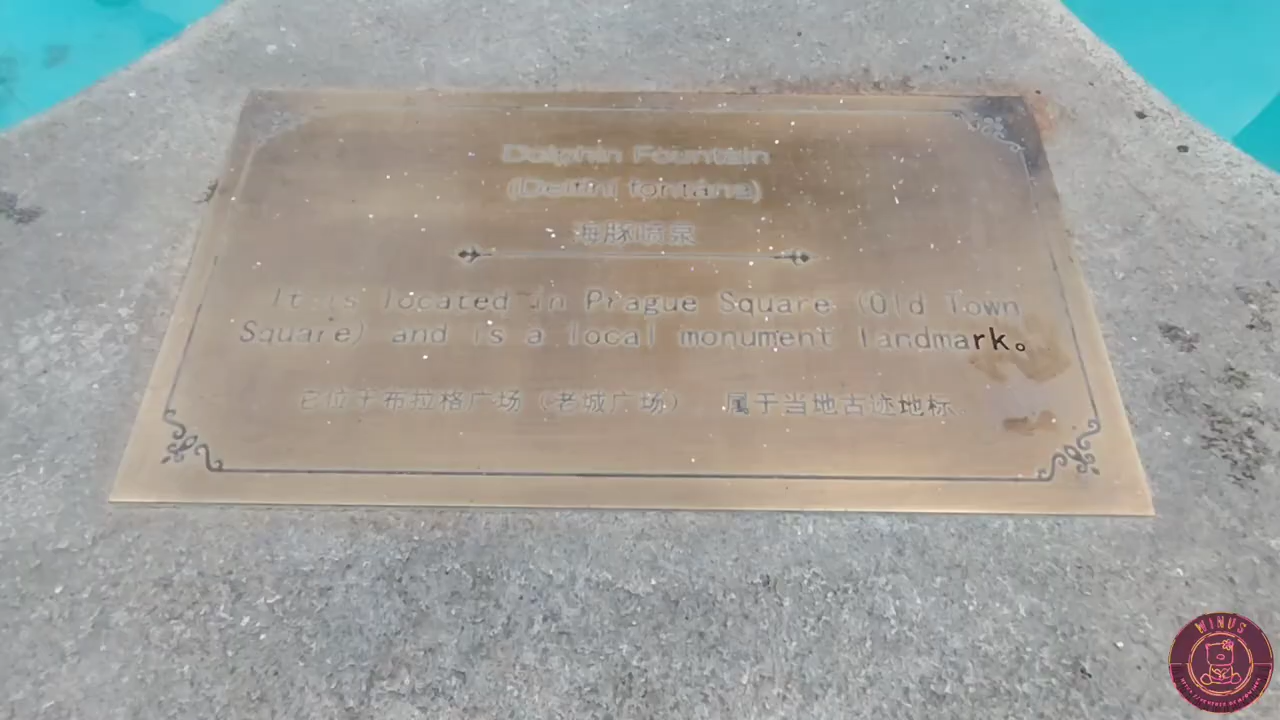 Dolphin Fountain
(Delfíní fontána)
海豚喷泉
It is located in Prague Square (Old Town
Square) and is a local monument landmark。
它位于布拉格广场（老城广场） 属于当地古迹地标。
WINUS